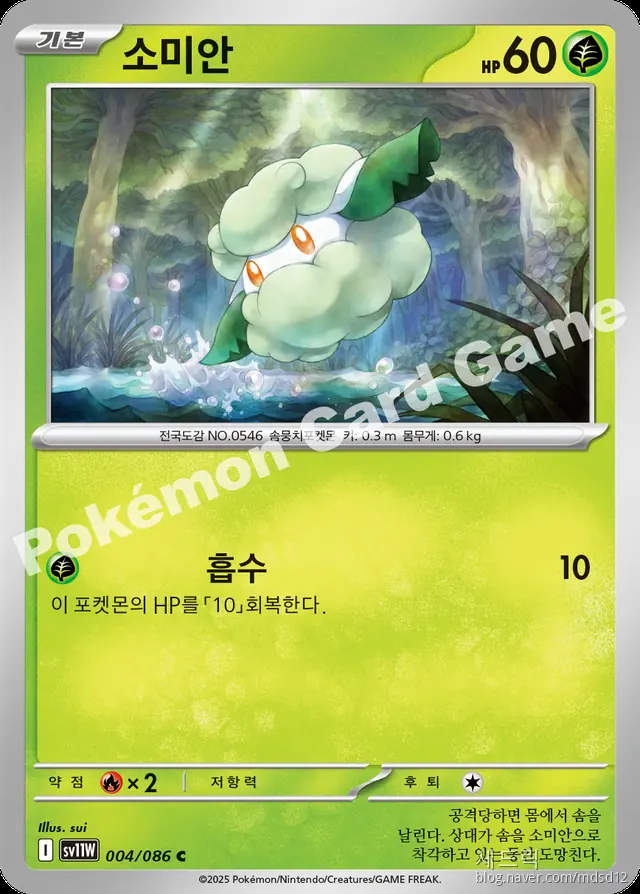 기본 소미안 HP 60
전국도감 NO.0546 솜뭉치포켓몬 키: 0.3 m 몸무게: 0.6 kg
Pokémon Card Game
흡수 10
이 포켓몬의 HP를 「10」회복한다.
약점 ×2 저항력 후퇴
공격당하면 몸에서 솜을
날린다. 상대가 솜을 소미안으로
착각하고 있는 동안 도망친다.
Illus. sui
I sv11W 004/086 C
©2025 Pokémon/Nintendo/Creatures/GAME FREAK.
세드릭
blog.naver.com/mdsd12